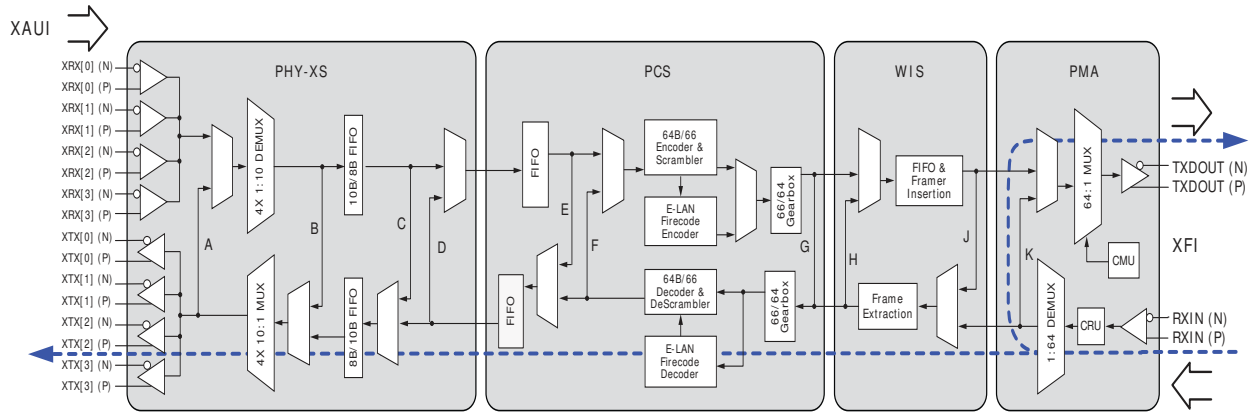 XAUI
PHY-XS
PCS
WIS
PMA
XRX[0] (N)
XRX[0] (P)
XRX[1] (N)
XRX[1] (P)
XRX[2] (N)
XRX[2] (P)
XRX[3] (N)
XRX[3] (P)
XTX[0] (N)
XTX[0] (P)
XTX[1] (N)
XTX[1] (P)
XTX[2] (N)
XTX[2] (P)
XTX[3] (N)
XTX[3] (P)
A
4X 1:10 DEMUX
4X 10:1 MUX
B
10B/8B FIFO
8B/10B FIFO
C
D
FIFO
FIFO
E
F
64B/66
Encoder &
Scrambler
E-LAN
Firecode
Encoder
64B/66
Decoder &
DeScrambler
E-LAN
Firecode
Decoder
66/64
Gearbox
66/64
Gearbox
G
H
FIFO &
Framer
Insertion
Frame
Extraction
J
K
64:1 MUX
CMU
1:64 DEMUX
CRU
TXDOUT (N)
TXDOUT (P)
XFI
RXIN (N)
RXIN (P)